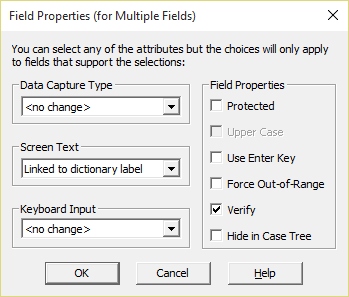 Field Properties (for Multiple Fields)
You can select any of the attributes but the choices will only apply
to fields that support the selections:
Data Capture Type
<no change>
Screen Text
Linked to dictionary label
Keyboard Input
<no change>
Field Properties
Protected
Upper Case
Use Enter Key
Force Out-of-Range
Verify
Hide in Case Tree
OK
Cancel
Help